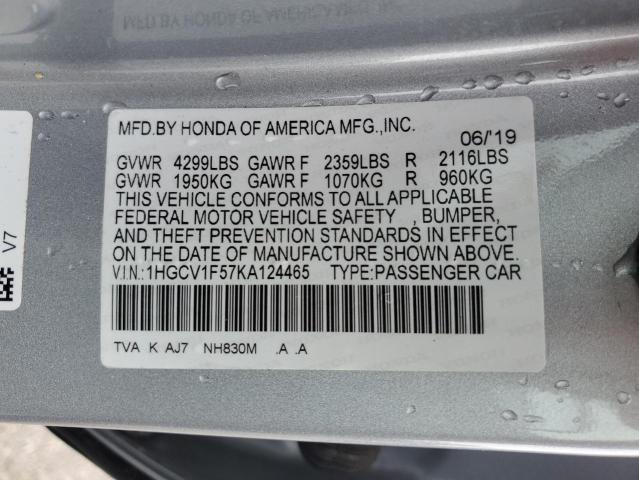 MFD.BY HONDA OF AMERICA MFG.,INC.
06/'19
GVWR 4299LBS GAWR F 2359LBS R 2116LBS
GVWR 1950KG GAWR F 1070KG R 960KG
THIS VEHICLE CONFORMS TO ALL APPLICABLE
FEDERAL MOTOR VEHICLE SAFETY , BUMPER,
AND THEFT PREVENTION STANDARDS IN EFFECT
ON THE DATE OF MANUFACTURE SHOWN ABOVE.
V.I.N.:1HGCV1F57KA124465 TYPE:PASSENGER CAR
TVA K AJ7 NH830M .A .A
V7